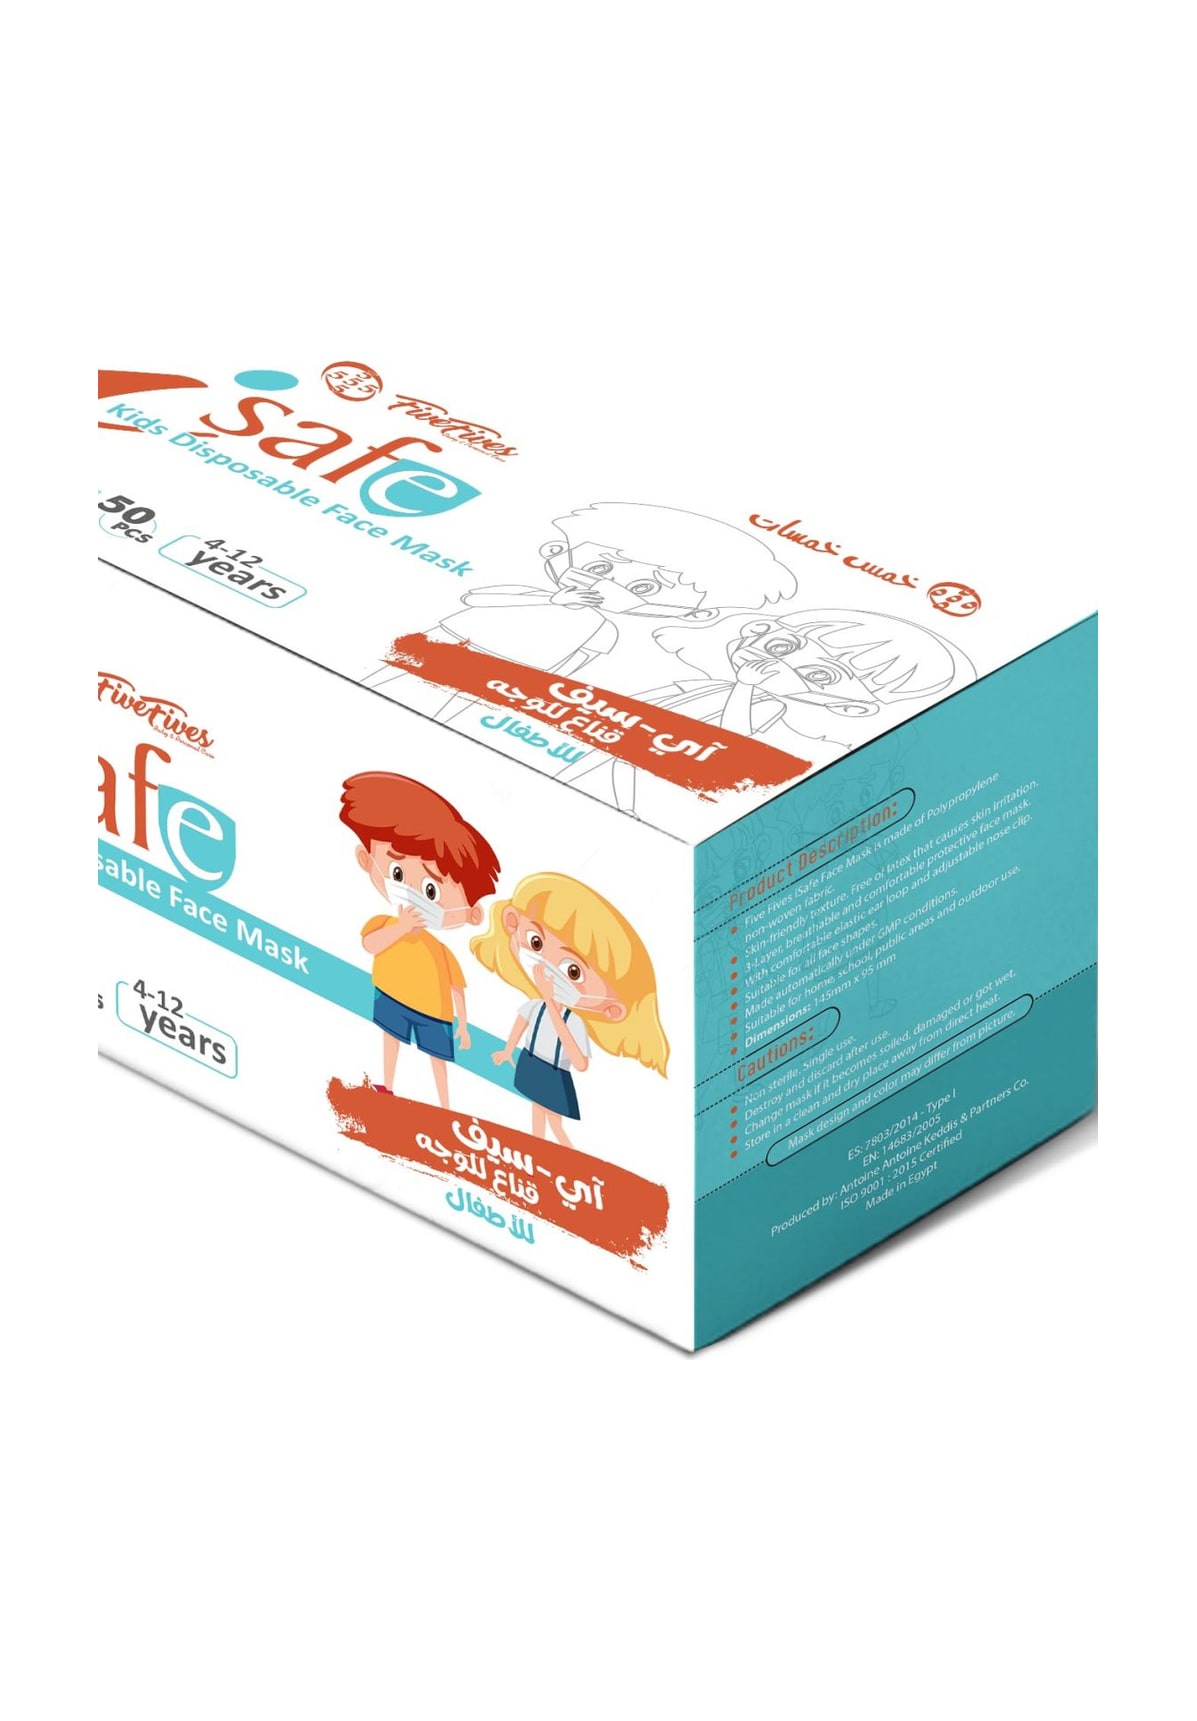 555
5
FiveFives
safe
Kids Disposable Face Mask
50
Pcs
4-12
years
خمس خمسات
آي-سيف
قناع للوجه
للأطفال
FiveFives
Baby & Personal Care
afe
sable Face Mask
s
4-12
years
آي-سيف
قناع للوجه
للأطفال
Product Description:
Five Fives iSafe Face Mask is made of Polypropylene
non-woven fabric.
Skin-friendly texture. Free of latex that causes skin irritation.
3-Layer, breathable and comfortable protective face mask.
With comfortable elastic ear loop and adjustable nose clip.
Suitable for all face shapes.
Made automatically under GMP conditions.
Suitable for home, school, public areas and outdoor use.
Dimensions: 145mm x 95 mm
Cautions:
Non sterile. Single use.
Destroy and discard after use.
Change mask if it becomes soiled, damaged or got wet.
Store in a clean and dry place away from direct heat.
Mask design and color may differ from picture.
ES: 7803/2014 - Type I
EN: 14683/2005
Produced by: Antoine Antoine Keddis & Partners Co.
ISO 9001 : 2015 Certified
Made in Egypt